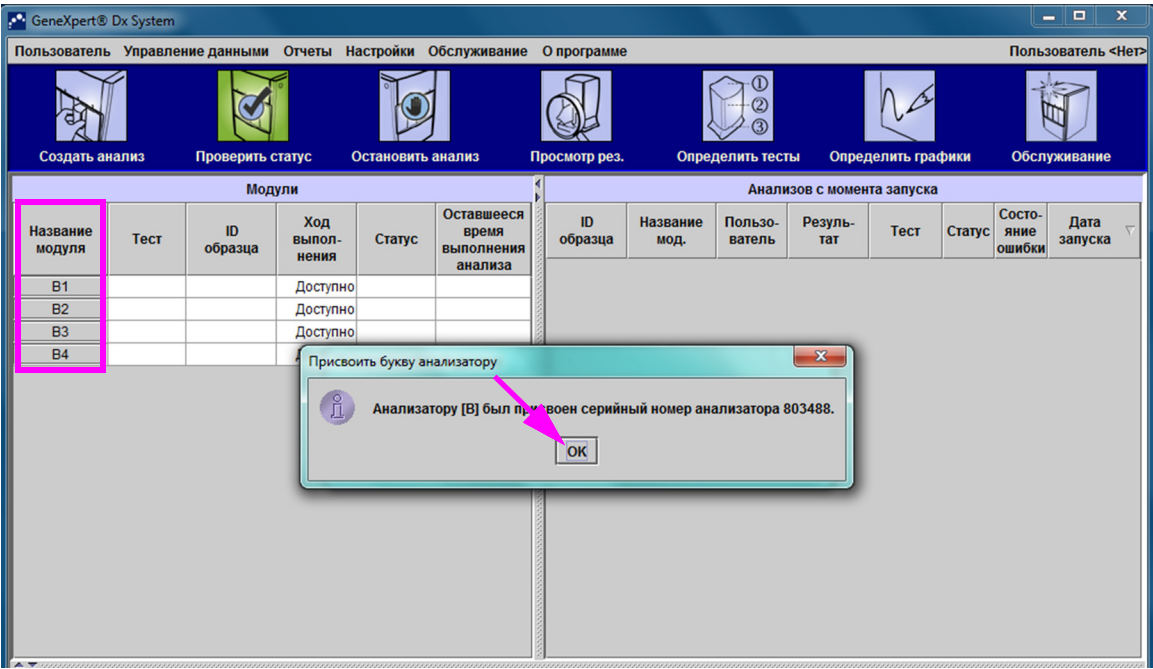 GeneXpert® Dx System
Пользователь Управление данными Отчеты Настройки Обслуживание О программе Пользователь <Нет>
① ② ③
Создать анализ Проверить статус Остановить анализ Просмотр рез. Определить тесты Определить графики Обслуживание
Модули Анализов с момента запуска
Название модуля
Тест
ID образца
Ход выпол-
нения
Статус
Оставшееся
время
выполнения
анализа
ID образца
Название мод.
Пользо-
ватель
Резуль-
тат
Тест
Статус
Состо-
яние
ошибки
Дата
запуска
B1 Доступно
B2 Доступно
B3 Доступно
B4
Присвоить букву анализатору
Анализатору [B] был присвоен серийный номер анализатора 803488.
OK